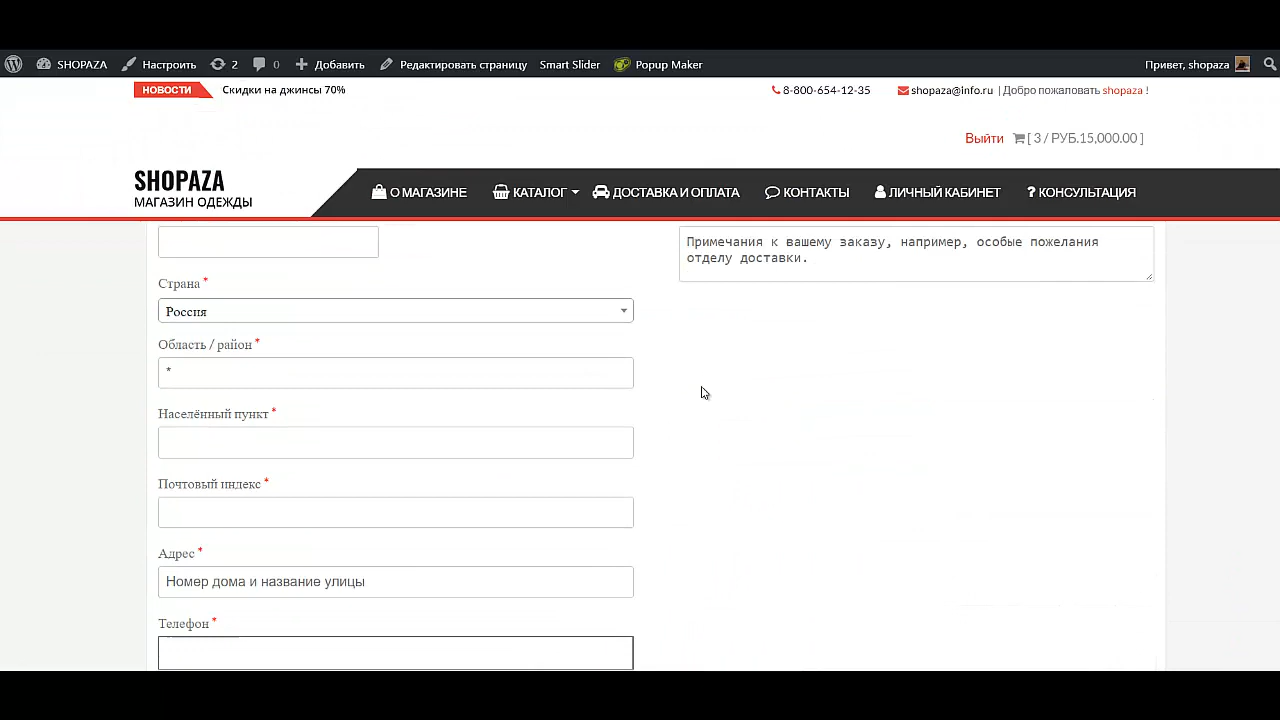 SHOPAZA Настроить 2 0 Добавить Редактировать страницу Smart Slider Popup Maker Привет, shopaza
НОВОСТИ Скидки на джинсы 70% 8-800-654-12-35 shopaza@info.ru | Добро пожаловать shopaza !
Выйти [ 3 / РУБ.15,000.00 ]
SHOPAZA
МАГАЗИН ОДЕЖДЫ
О МАГАЗИНЕ КАТАЛОГ ДОСТАВКА И ОПЛАТА КОНТАКТЫ ЛИЧНЫЙ КАБИНЕТ ? КОНСУЛЬТАЦИЯ
Примечания к вашему заказу, например, особые пожелания
отделу доставки.
Страна *
Россия
Область / район *
*
Населённый пункт *
Почтовый индекс *
Адрес *
Номер дома и название улицы
Телефон *